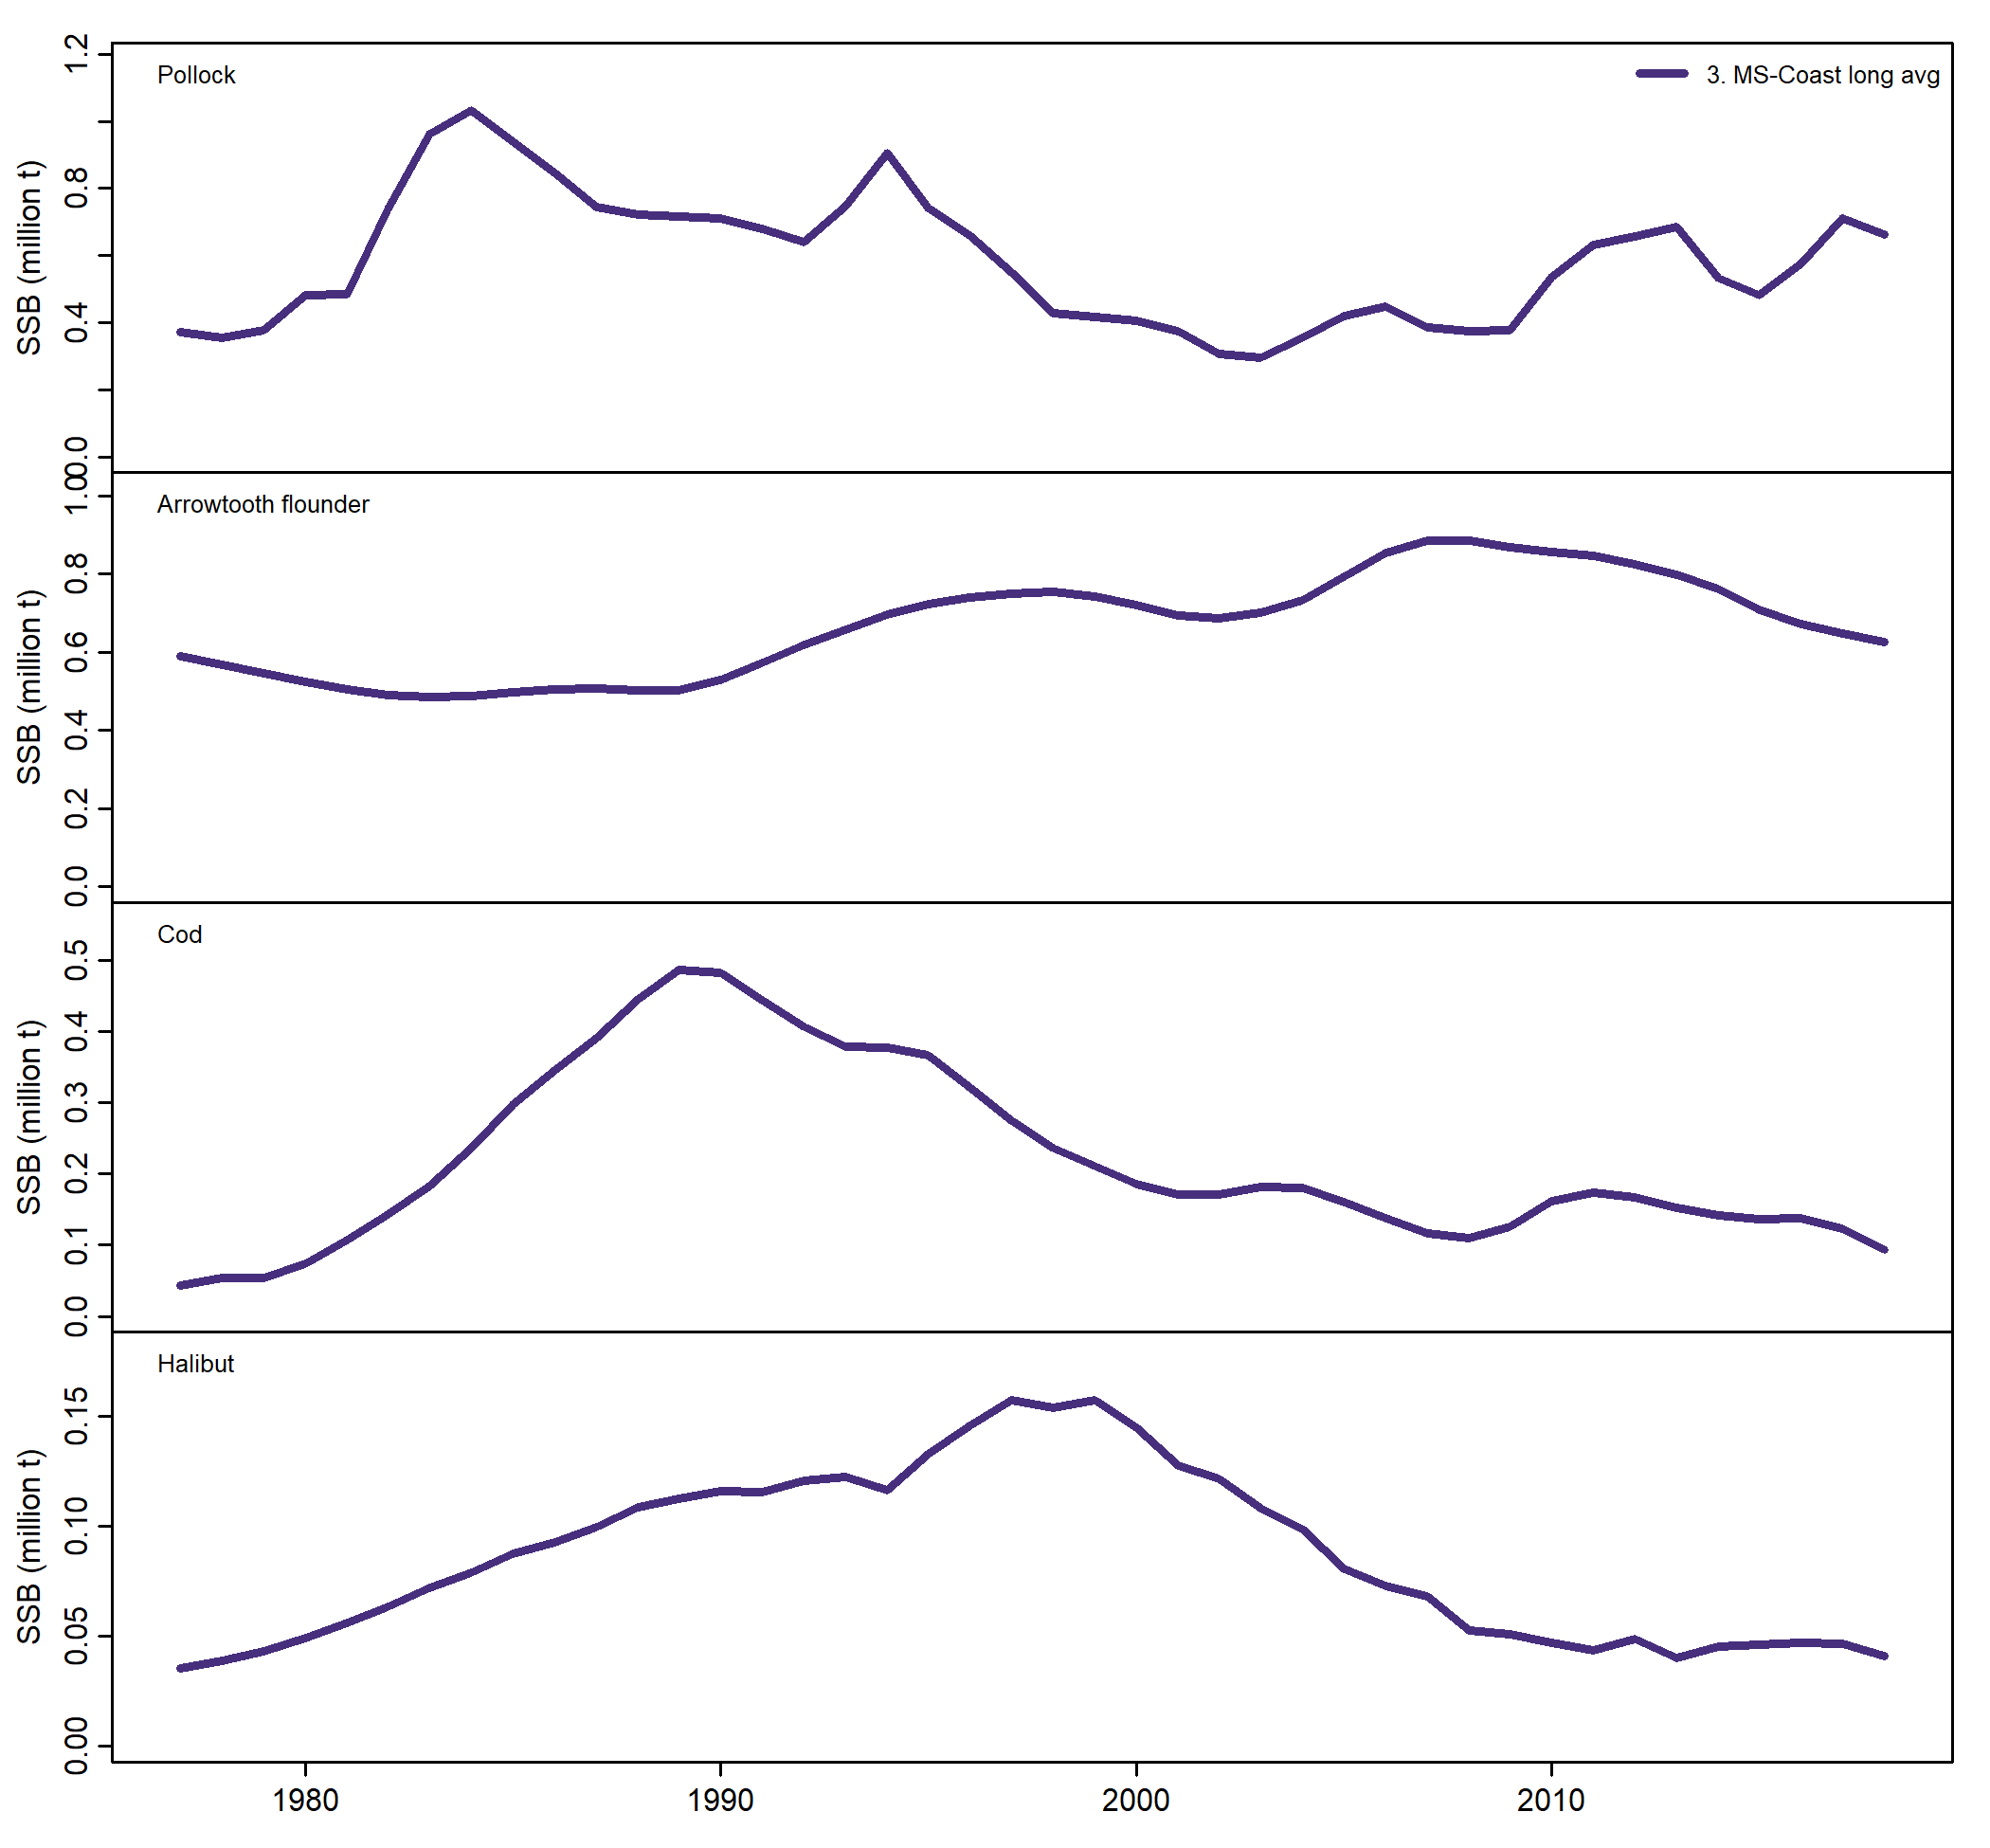 Pollock
3. MS-Coast long avg
SSB (million t)
1.2
0.8
0.4
0.0
Arrowtooth flounder
SSB (million t)
1.0
0.8
0.6
0.4
0.2
0.0
Cod
SSB (million t)
0.5
0.4
0.3
0.2
0.1
0.0
Halibut
SSB (million t)
0.15
0.10
0.05
0.00
1980 1990 2000 2010